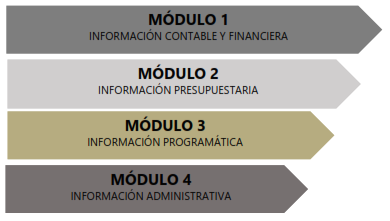 MÓDULO 1
INFORMACIÓN CONTABLE Y FINANCIERA
MÓDULO 2
INFORMACIÓN PRESUPUESTARIA
MÓDULO 3
INFORMACIÓN PROGRAMÁTICA
MÓDULO 4
INFORMACIÓN ADMINISTRATIVA